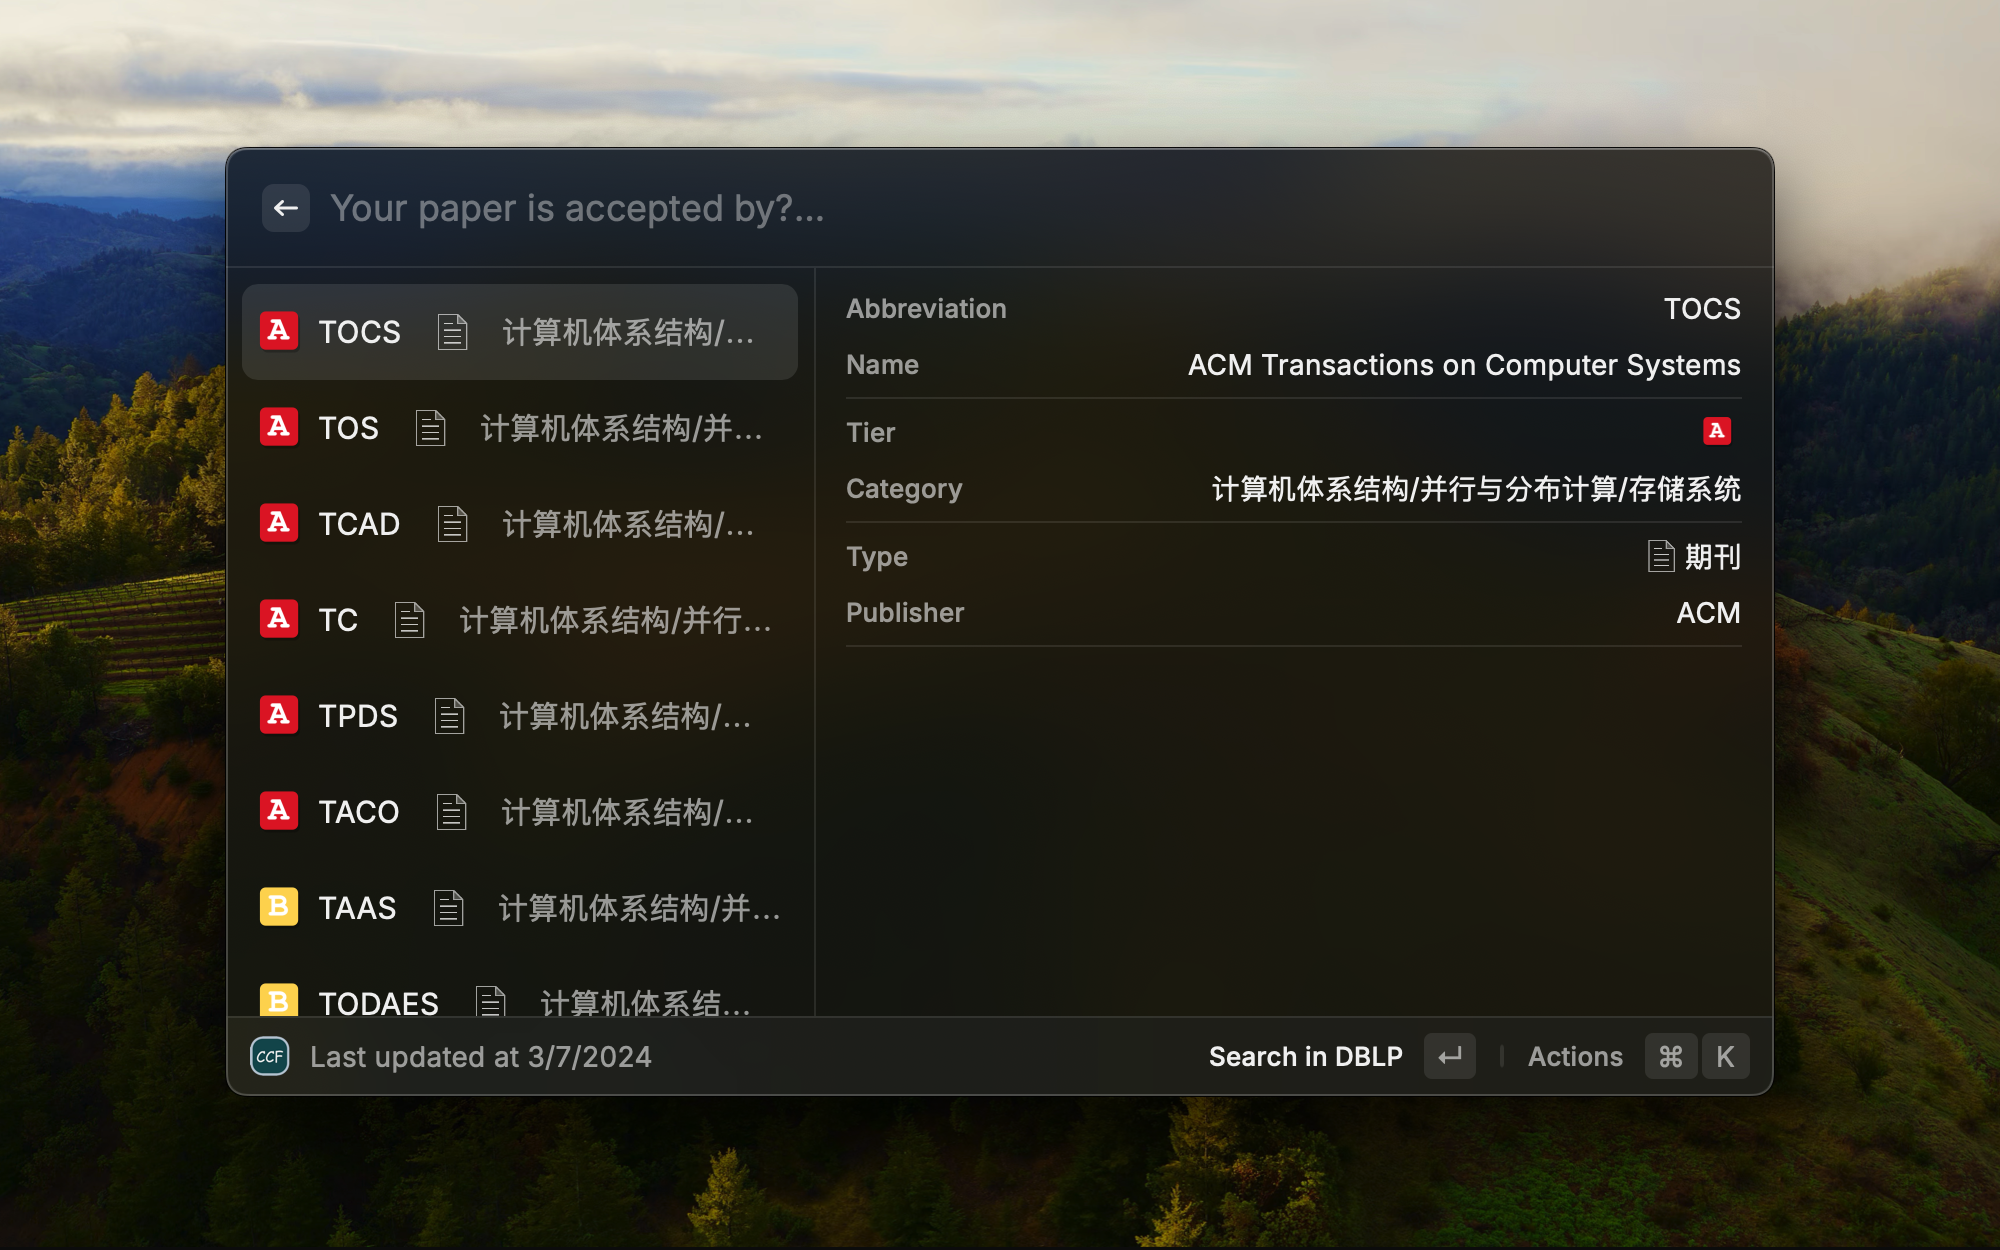 Your paper is accepted by?...
A TOCS 计算机体系结构/...
A TOS 计算机体系结构/并...
A TCAD 计算机体系结构/...
A TC 计算机体系结构/并行...
A TPDS 计算机体系结构/...
A TACO 计算机体系结构/...
B TAAS 计算机体系结构/并...
B TODAES 计算机体系结...
Abbreviation TOCS
Name ACM Transactions on Computer Systems
Tier A
Category 计算机体系结构/并行与分布计算/存储系统
Type 期刊
Publisher ACM
CCF Last updated at 3/7/2024 Search in DBLP ↵ Actions ⌘ K